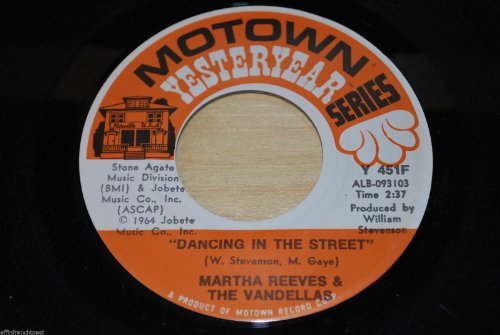 MOTOWN
YESTERYEAR
SERIES
Stone Agate
Music Division
(BMI) & Jobete
Music Co., Inc.
(ASCAP)
© 1964 Jobete
Music Co., Inc.
Y 451F
ALB-093103
Time 2:37
Produced by
William
Stevenson
"DANCING IN THE STREET"
(W. Stevenson, M. Gaye)
MARTHA REEVES &
THE VANDELLAS
A PRODUCT OF MOTOWN RECORD CORP.
effinfrenchtoest